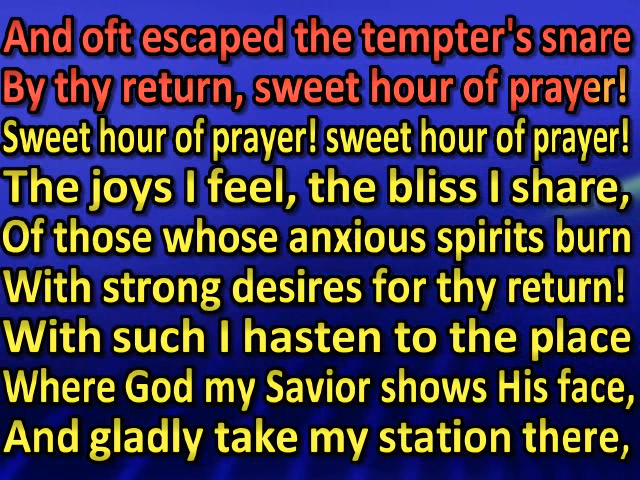 And oft escaped the tempter's snare
By thy return, sweet hour of prayer!
Sweet hour of prayer! sweet hour of prayer!
The joys I feel, the bliss I share,
Of those whose anxious spirits burn
With strong desires for thy return!
With such I hasten to the place
Where God my Savior shows His face,
And gladly take my station there,